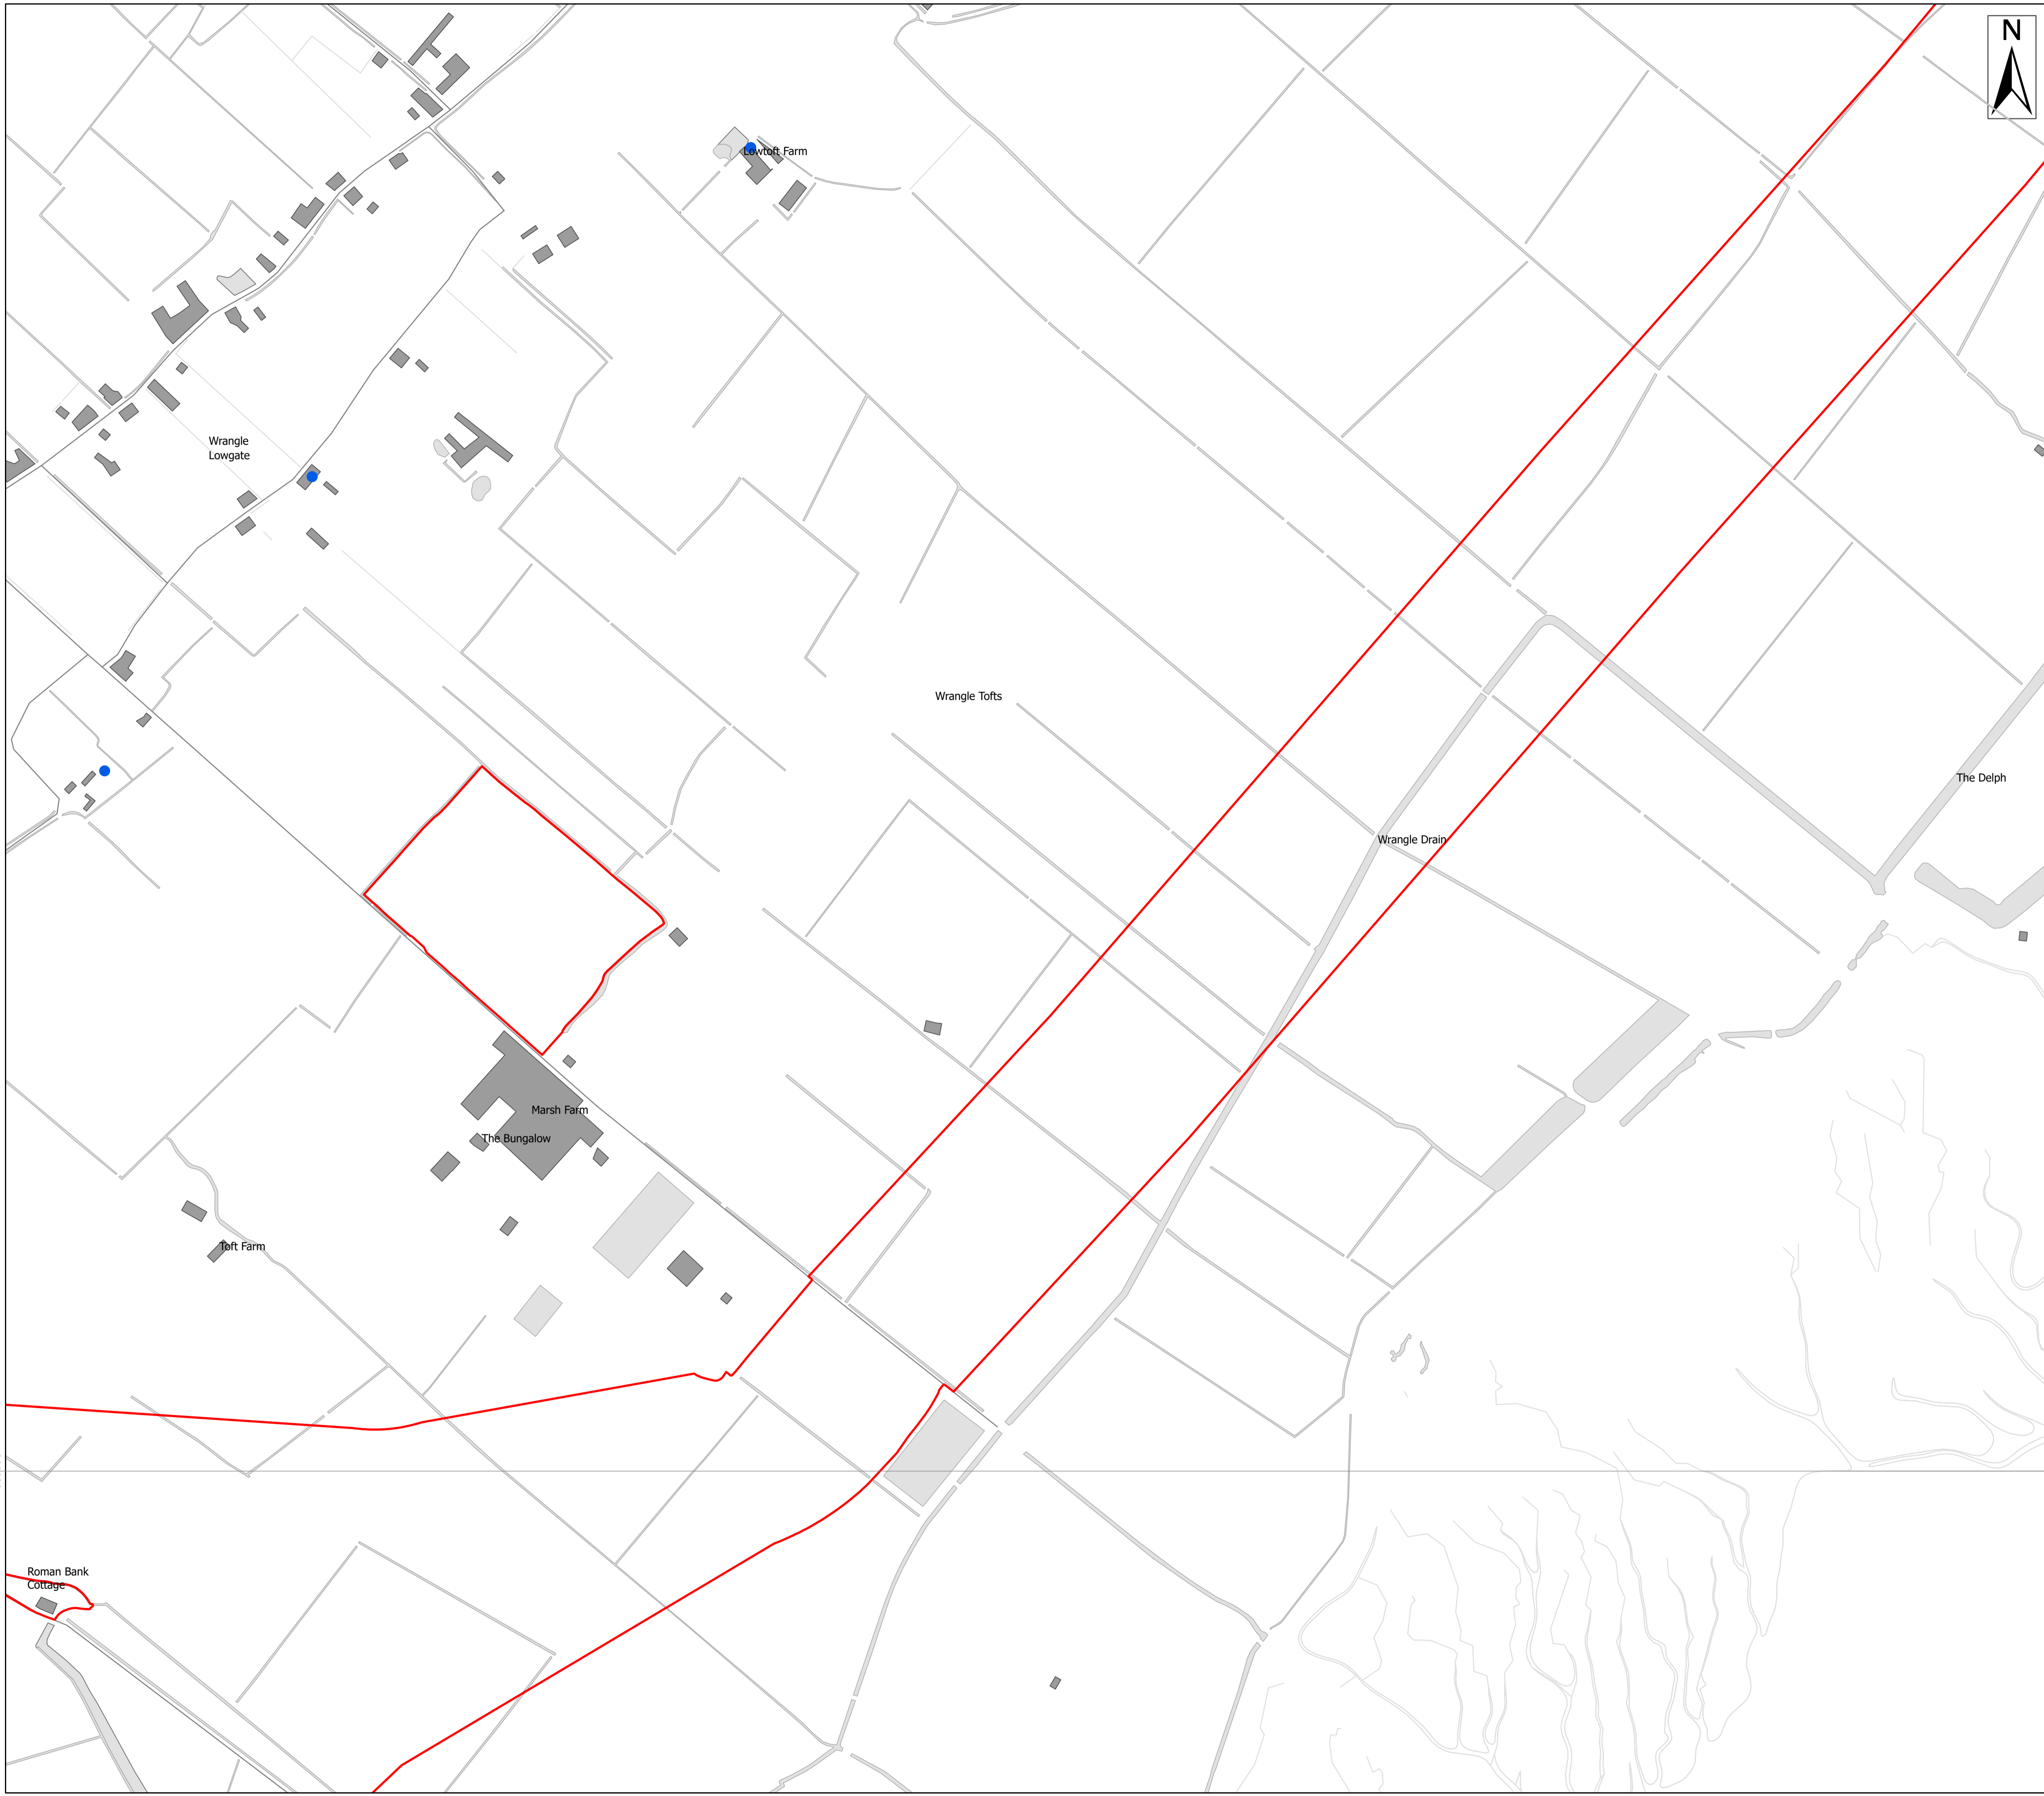 N
Lowtoft Farm
Wrangle
Lowgate
Wrangle Tofts
The Delph
Wrangle Drain
Marsh Farm
The Bungalow
Toft Farm
Roman Bank
Cottage